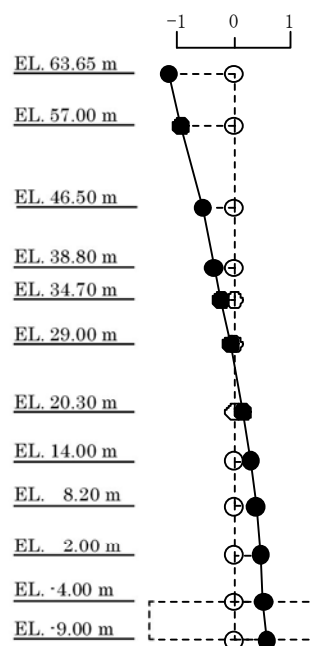 -1 0 1
EL. 63.65 m
EL. 57.00 m
EL. 46.50 m
EL. 38.80 m
EL. 34.70 m
EL. 29.00 m
EL. 20.30 m
EL. 14.00 m
EL. 8.20 m
EL. 2.00 m
EL. -4.00 m
EL. -9.00 m